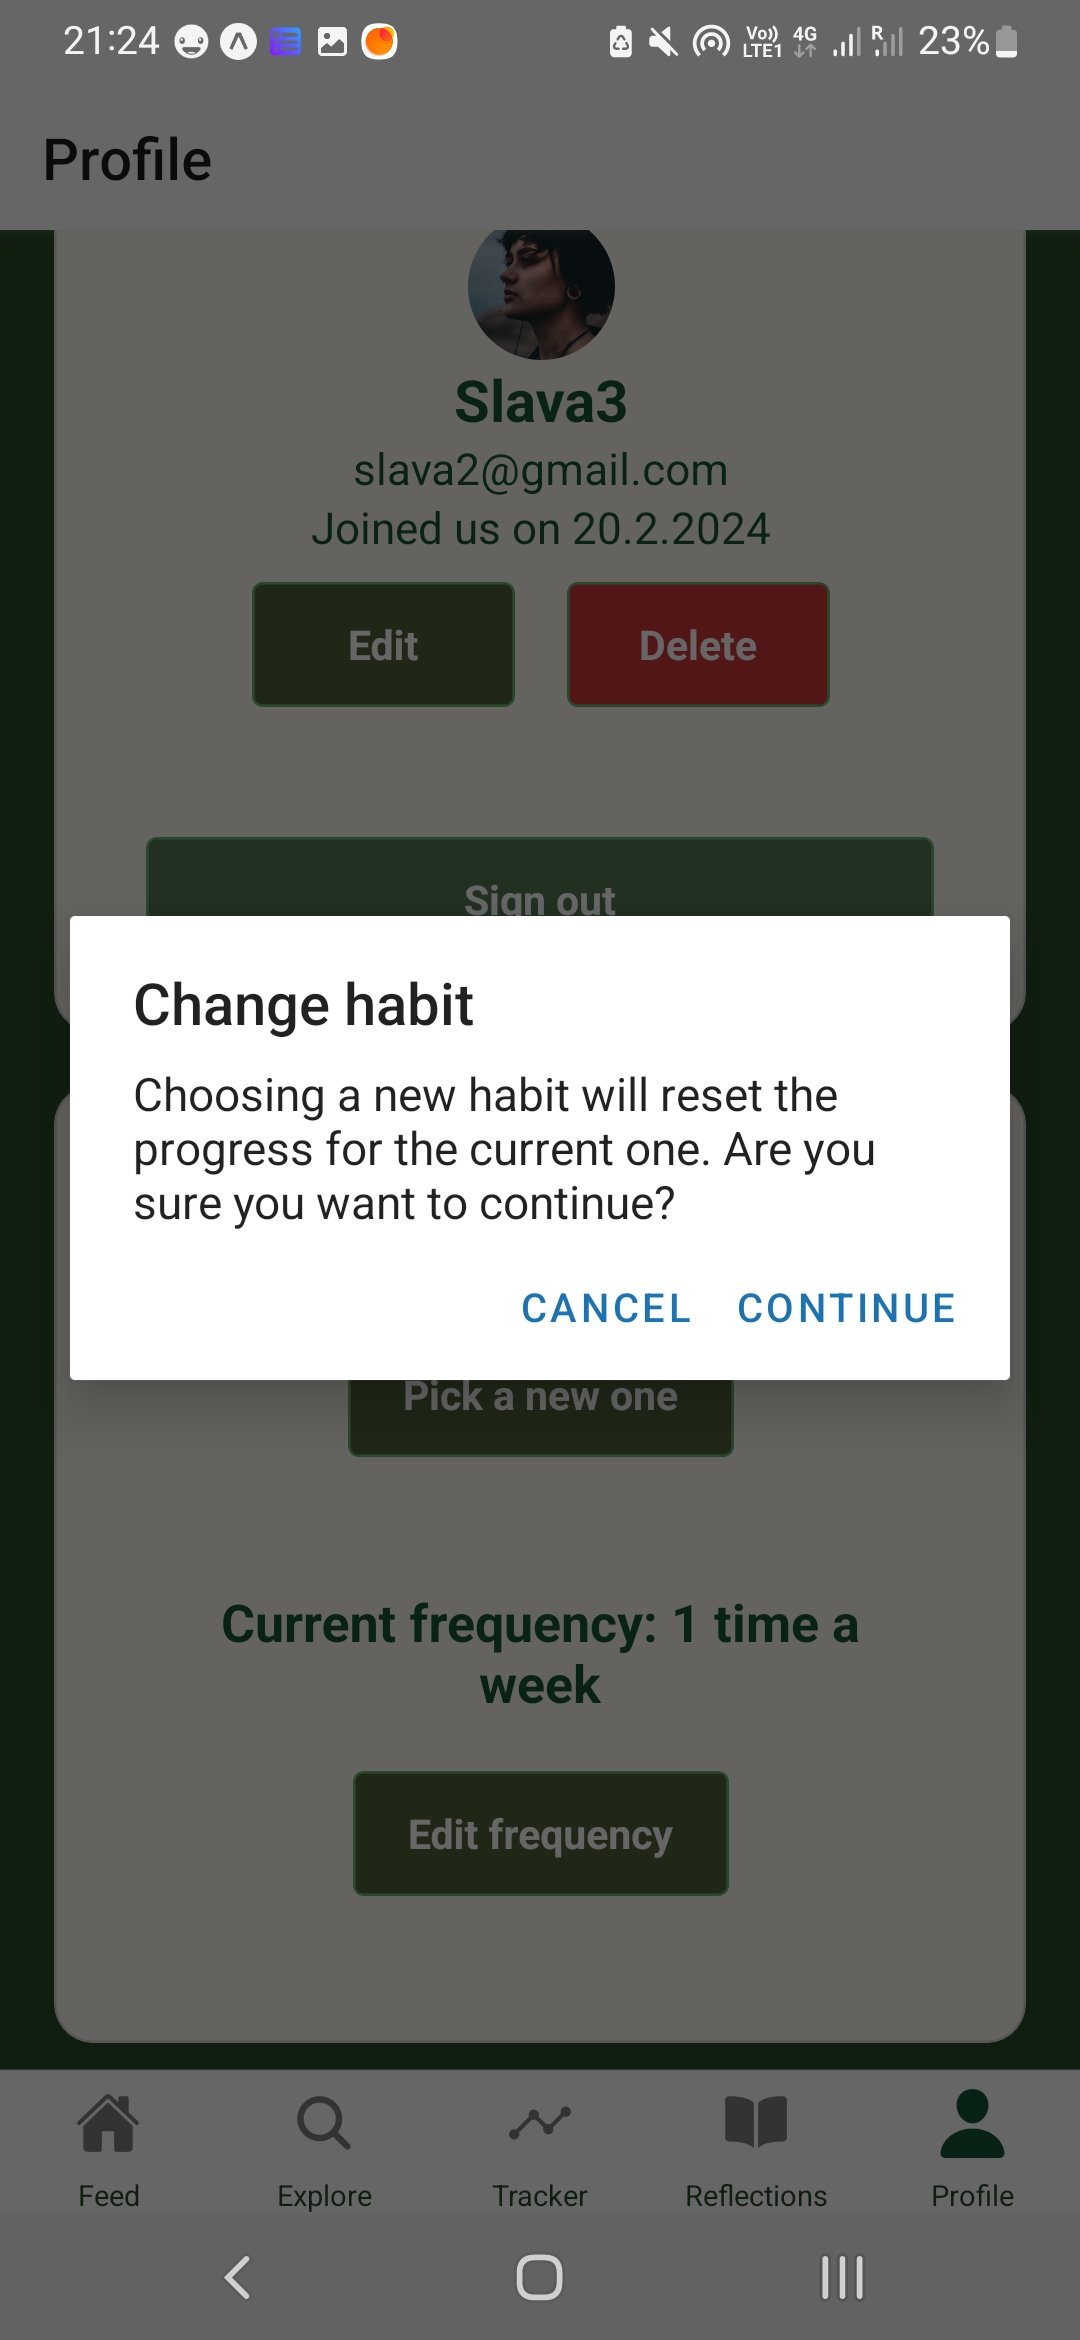 21:24 Vo)) LTE1 4G R 23%
Profile
Slava3
slava2@gmail.com
Joined us on 20.2.2024
Edit Delete
Sign out
Change habit
Choosing a new habit will reset the
progress for the current one. Are you
sure you want to continue?
CANCEL CONTINUE
Pick a new one
Current frequency: 1 time a
week
Edit frequency
Feed Explore Tracker Reflections Profile